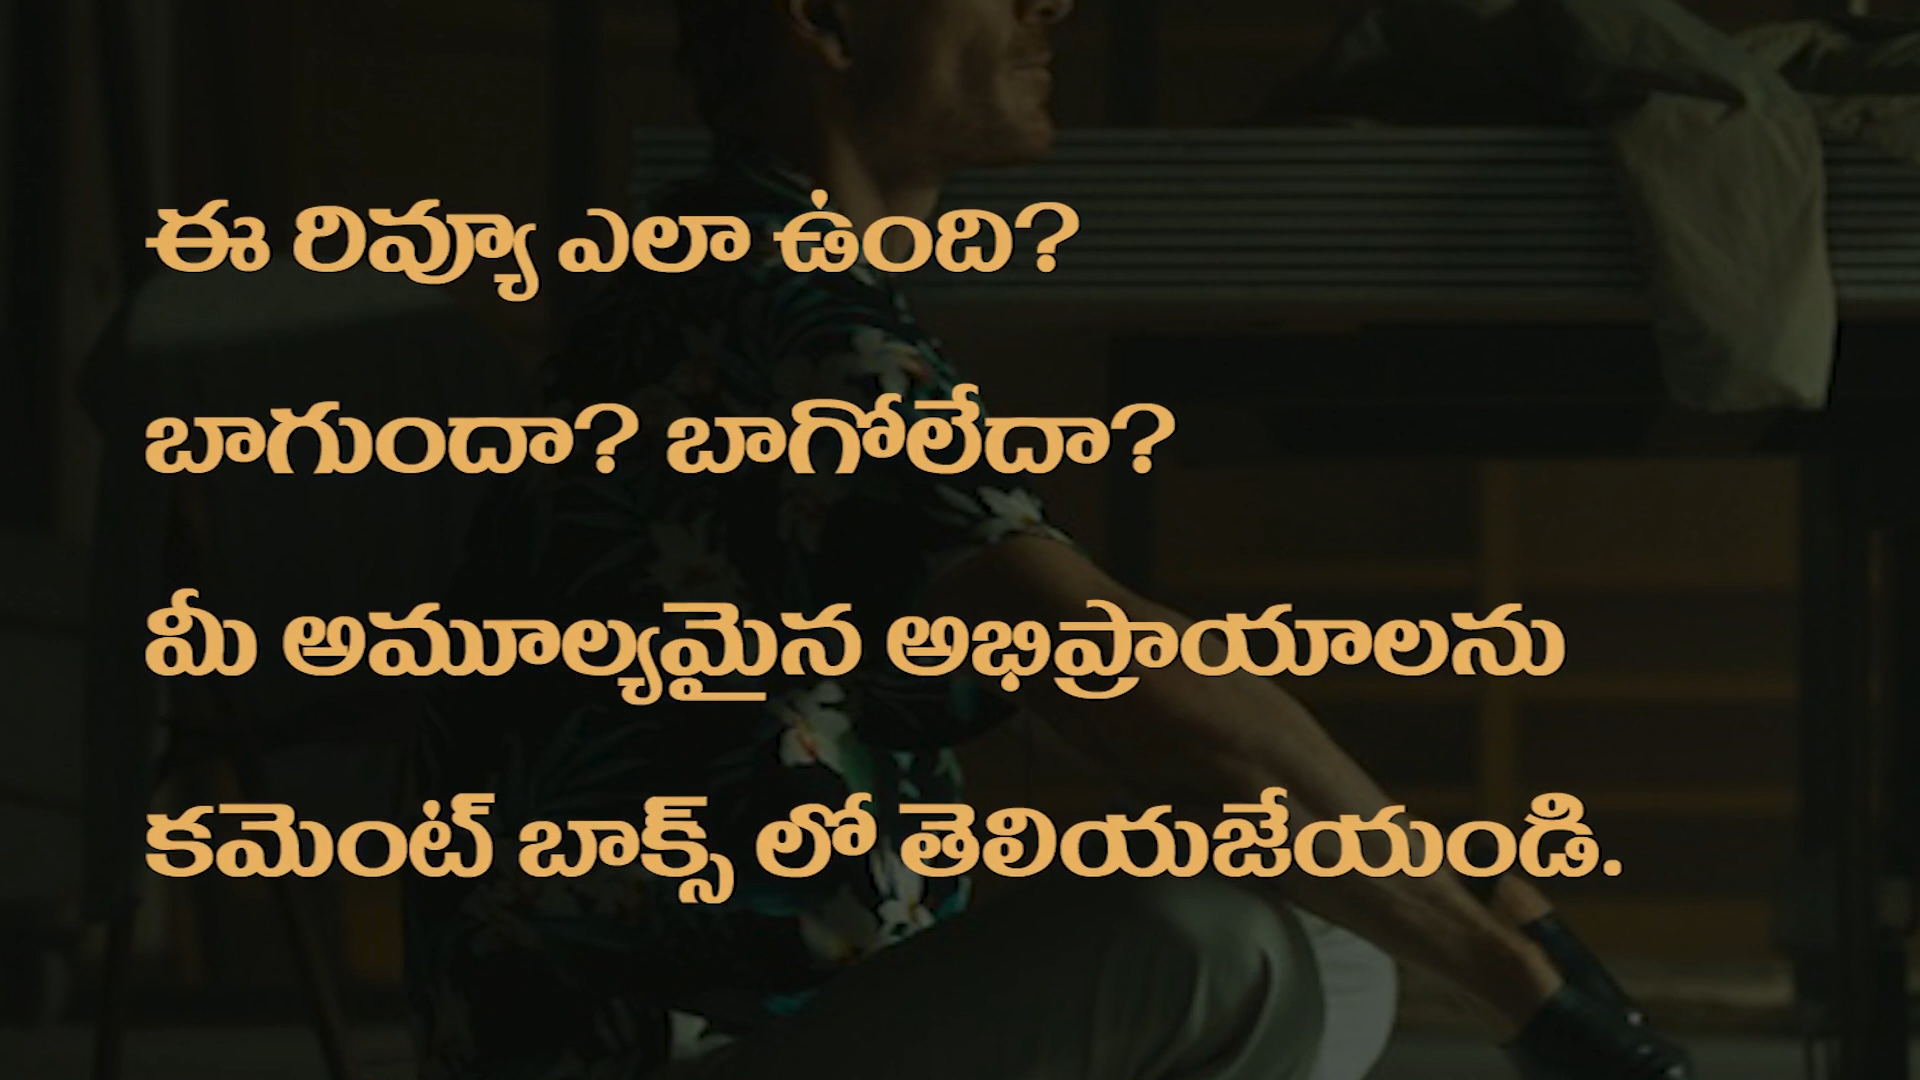 ఈ రివ్యూ ఎలా ఉంది?
బాగుందా? బాగోలేదా?
మీ అమూల్యమైన అభిప్రాయాలను
కమెంట్ బాక్స్ లో తెలియజేయండి.